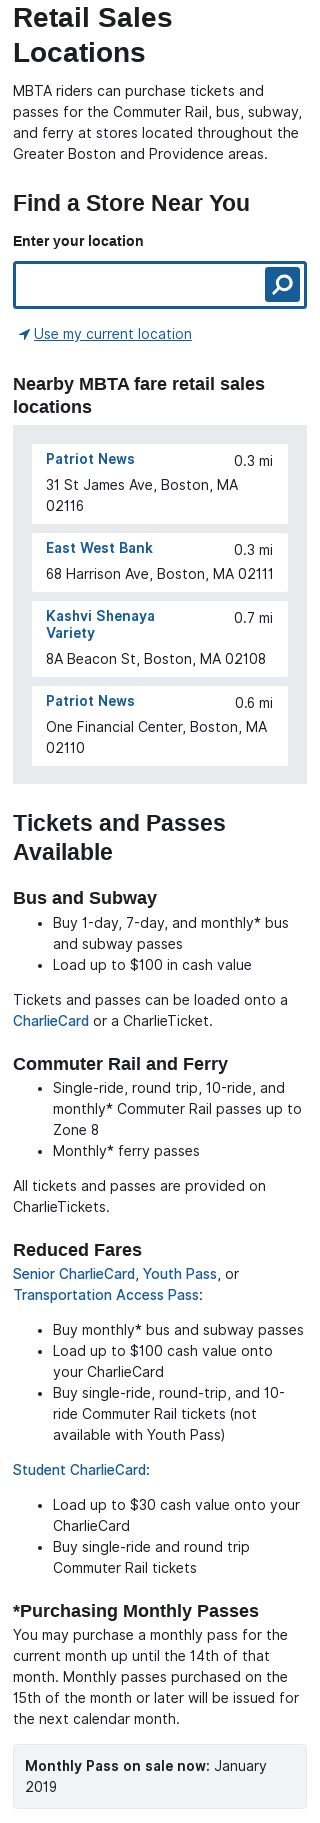 Retail Sales
Locations
MBTA riders can purchase tickets and
passes for the Commuter Rail, bus, subway,
and ferry at stores located throughout the
Greater Boston and Providence areas.
Find a Store Near You
Enter your location
Use my current location
Nearby MBTA fare retail sales
locations
Patriot News 0.3 mi
31 St James Ave, Boston, MA
02116
East West Bank 0.3 mi
68 Harrison Ave, Boston, MA 02111
Kashvi Shenaya 0.7 mi
Variety
8A Beacon St, Boston, MA 02108
Patriot News 0.6 mi
One Financial Center, Boston, MA
02110
Tickets and Passes
Available
Bus and Subway
• Buy 1-day, 7-day, and monthly* bus
and subway passes
• Load up to $100 in cash value
Tickets and passes can be loaded onto a
CharlieCard or a CharlieTicket.
Commuter Rail and Ferry
• Single-ride, round trip, 10-ride, and
monthly* Commuter Rail passes up to
Zone 8
• Monthly* ferry passes
All tickets and passes are provided on
CharlieTickets.
Reduced Fares
Senior CharlieCard, Youth Pass, or
Transportation Access Pass:
• Buy monthly* bus and subway passes
• Load up to $100 cash value onto
your CharlieCard
• Buy single-ride, round-trip, and 10-
ride Commuter Rail tickets (not
available with Youth Pass)
Student CharlieCard:
• Load up to $30 cash value onto your
CharlieCard
• Buy single-ride and round trip
Commuter Rail tickets
*Purchasing Monthly Passes
You may purchase a monthly pass for the
current month up until the 14th of that
month. Monthly passes purchased on the
15th of the month or later will be issued for
the next calendar month.
Monthly Pass on sale now: January
2019